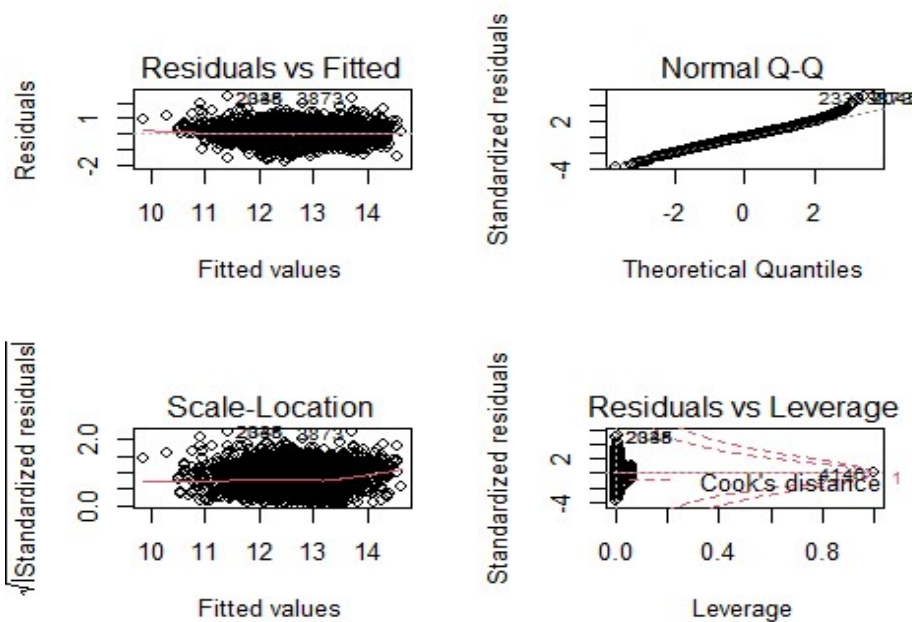 Residuals vs Fitted
Residuals
1
-2
10 11 12 13 14
Fitted values
3873
Normal Q-Q
Standardized residuals
2
-4
-2 0 2
Theoretical Quantiles
Scale-Location
√|Standardized residuals|
2.0
0.0
10 11 12 13 14
Fitted values
3873
Residuals vs Leverage
Standardized residuals
2
-4
0.0 0.4 0.8
Leverage
Cook's distance
1